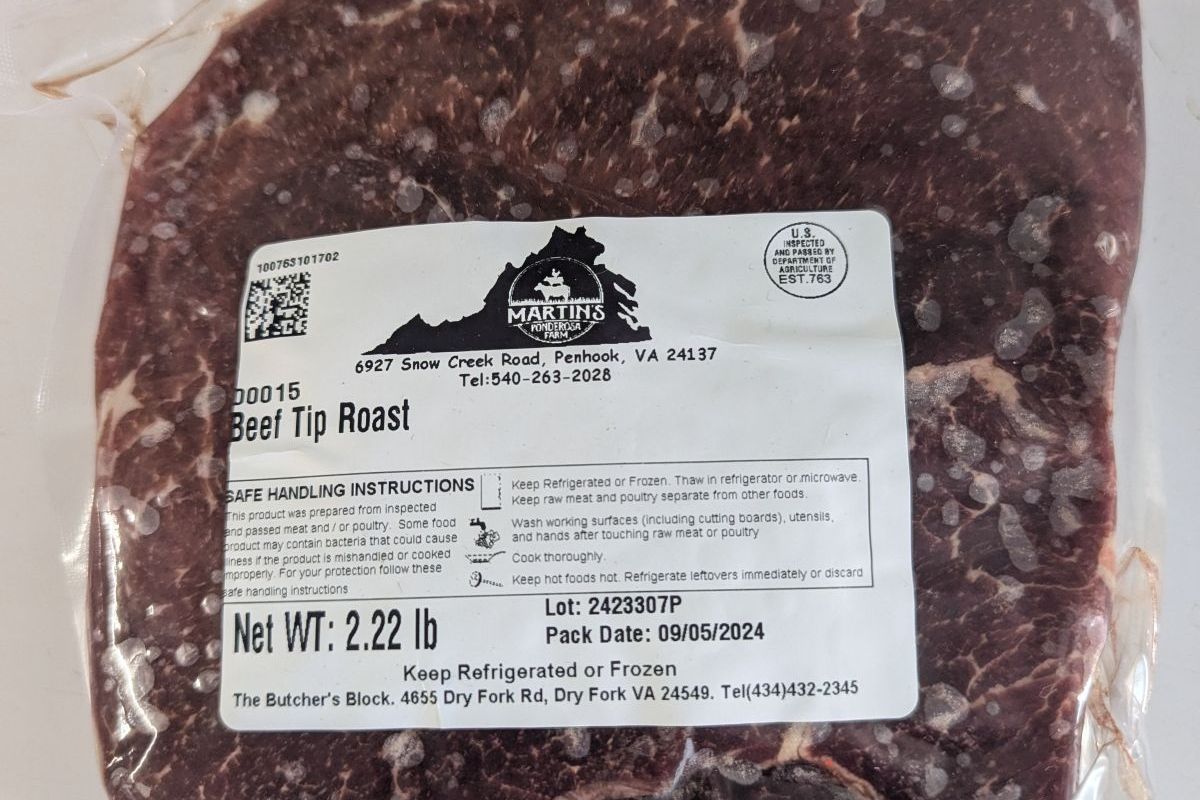 100763101702
U.S.
INSPECTED
AND PASSED BY
DEPARTMENT OF
AGRICULTURE
EST.763
MARTIN'S
PONDEROSA
FARM
6927 Snow Creek Road, Penhook, VA 24137
Tel:540-263-2028
00015
Beef Tip Roast
SAFE HANDLING INSTRUCTIONS
This product was prepared from inspected
and passed meat and / or poultry. Some food
product may contain bacteria that could cause
illness if the product is mishandled or cooked
improperly. For your protection follow these
safe handling instructions
Keep Refrigerated or Frozen. Thaw in refrigerator or microwave.
Keep raw meat and poultry separate from other foods.
Wash working surfaces (including cutting boards), utensils,
and hands after touching raw meat or poultry
Cook thoroughly.
Keep hot foods hot. Refrigerate leftovers immediately or discard
Net WT: 2.22 lb
Lot: 2423307P
Pack Date: 09/05/2024
Keep Refrigerated or Frozen
The Butcher's Block. 4655 Dry Fork Rd, Dry Fork VA 24549. Tel(434)432-2345